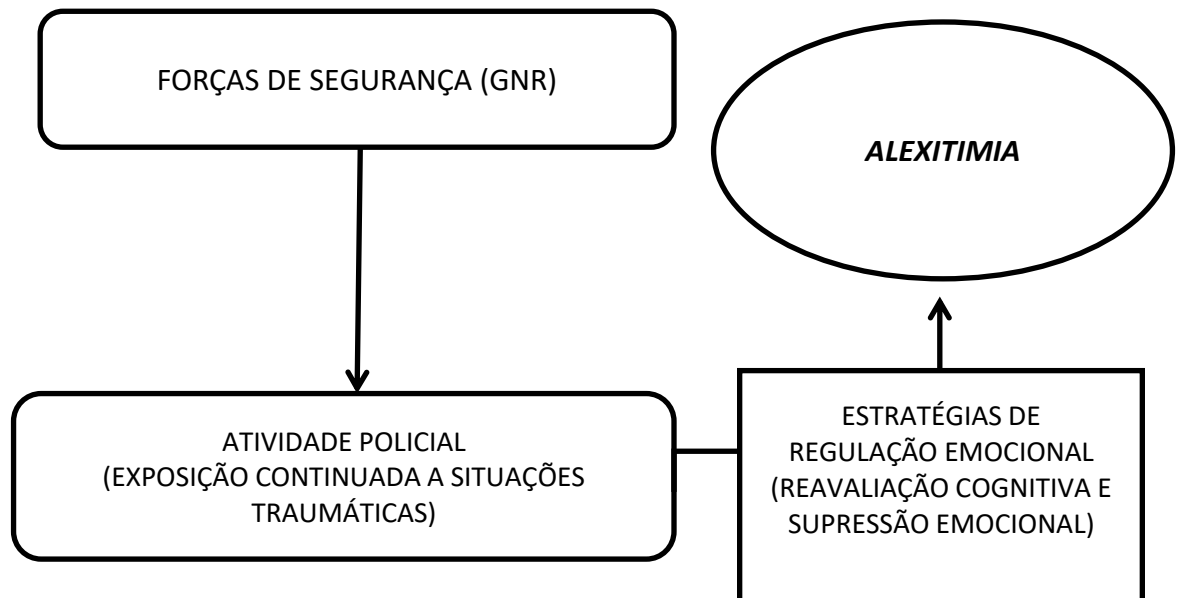 FORÇAS DE SEGURANÇA (GNR)
ALEXITIMIA
ATIVIDADE POLICIAL
(EXPOSIÇÃO CONTINUADA A SITUAÇÕES
TRAUMÁTICAS)
ESTRATÉGIAS DE
REGULAÇÃO EMOCIONAL
(REAVALIAÇÃO COGNITIVA E
SUPRESSÃO EMOCIONAL)